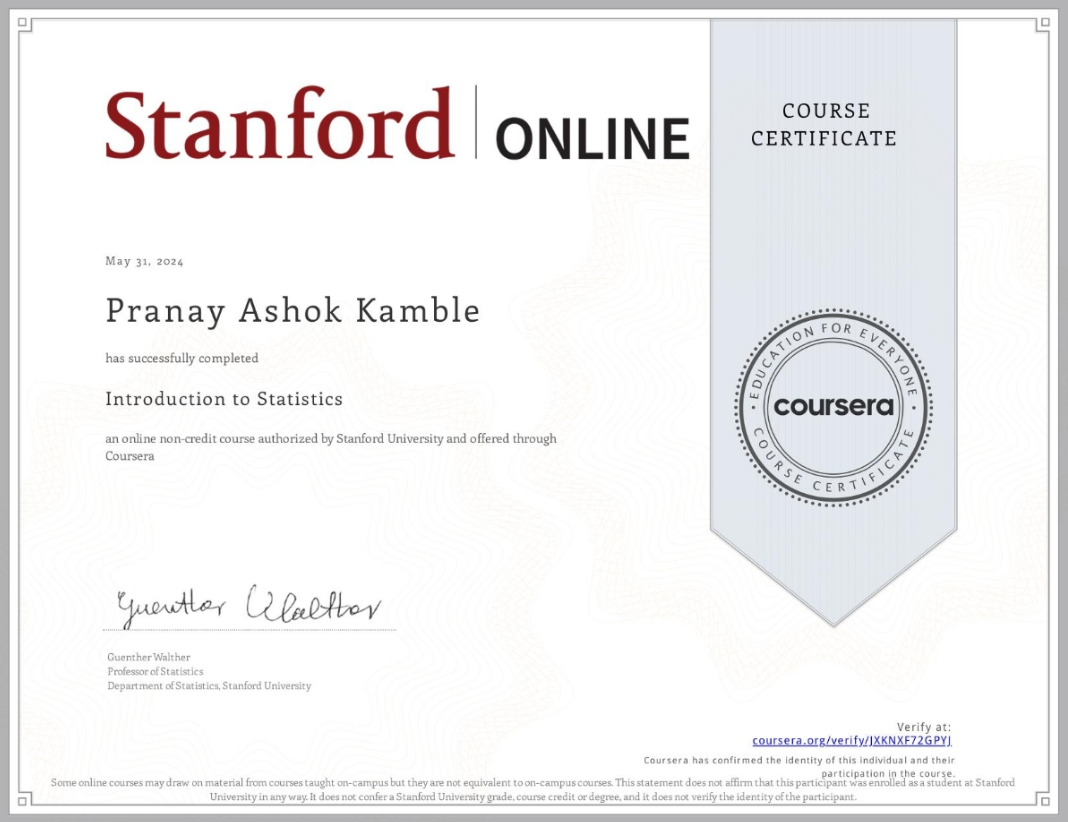 Stanford | ONLINE
COURSE
CERTIFICATE
May 31, 2024
Pranay Ashok Kamble
has successfully completed
Introduction to Statistics
an online non-credit course authorized by Stanford University and offered through
Coursera
EDUCATION FOR EVERYONE
coursera
COURSE CERTIFICATE
Guenther Walther
Guenther Walther
Professor of Statistics
Department of Statistics, Stanford University
Verify at:
coursera.org/verify/JXKNXF72GPYJ
Coursera has confirmed the identity of this individual and their
participation in the course.
Some online courses may draw on material from courses taught on-campus but they are not equivalent to on-campus courses. This statement does not affirm that this participant was enrolled as a student at Stanford
University in any way. It does not confer a Stanford University grade, course credit or degree, and it does not verify the identity of the participant.